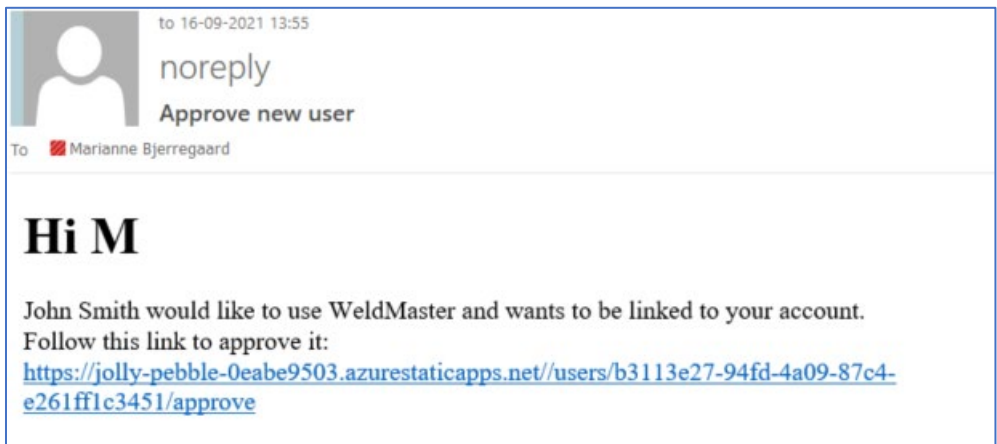 to 16-09-2021 13:55
noreply
Approve new user
To Marianne Bjerregaard
Hi M
John Smith would like to use WeldMaster and wants to be linked to your account.
Follow this link to approve it:
https://jolly-pebble-0eabe9503.azurestaticapps.net//users/b3113e27-94fd-4a09-87c4-
e261ff1c3451/approve